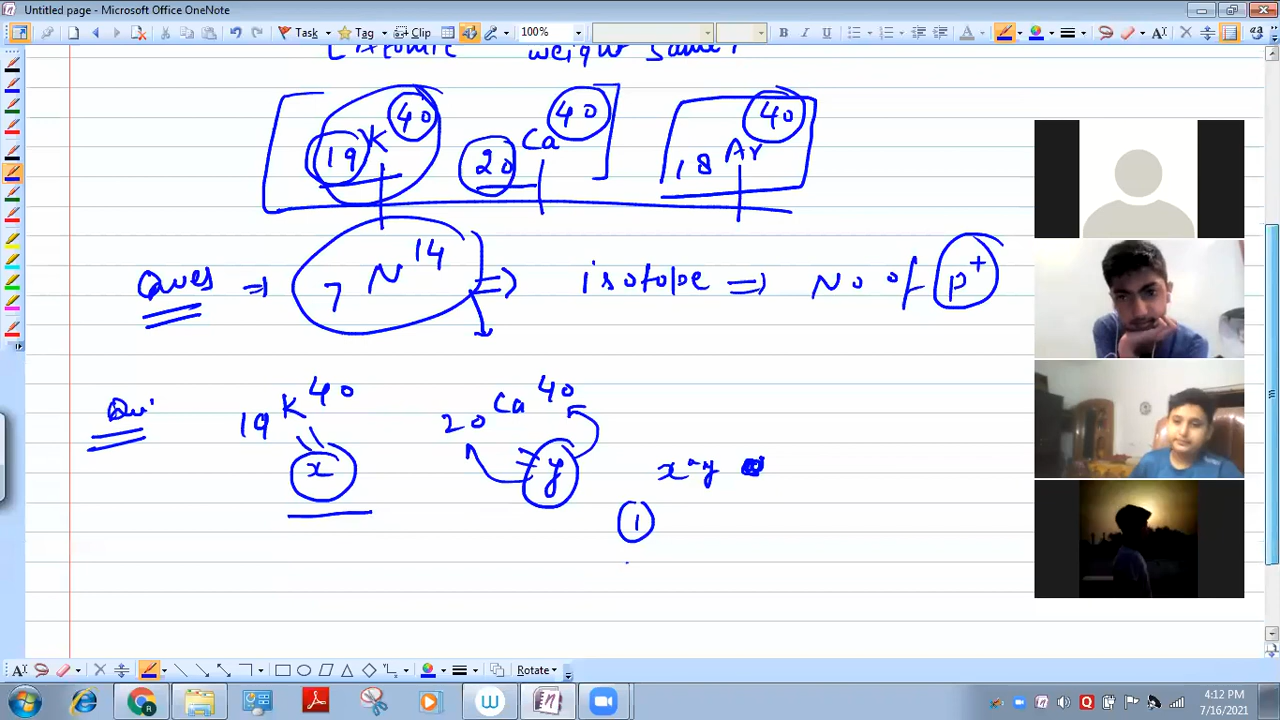 Untitled page - Microsoft Office OneNote
Task Tag Clip 100% B I U
[Atomic weight same]
19 K 40 20 Ca 40 18 Ar 40
Ques ⇒ 7 N 14 ⇒ isotope ⇒ No of p+
19 K 40 20 Ca 40
x y x y
1
Rotate
4:12 PM
7/16/2021